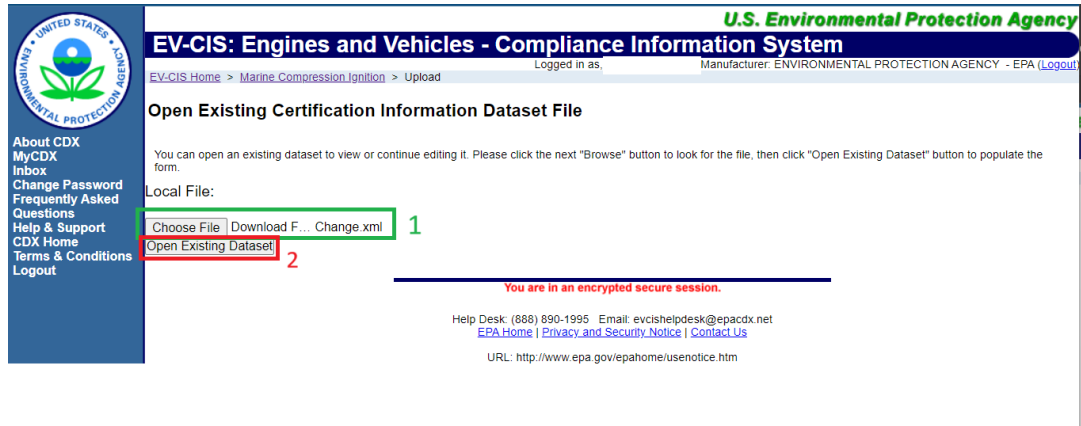 U.S. Environmental Protection Agency
UNITED STATES
ENVIRONMENTAL PROTECTION AGENCY
EV-CIS: Engines and Vehicles - Compliance Information System
Logged in as, Manufacturer: ENVIRONMENTAL PROTECTION AGENCY - EPA (Logout)
EV-CIS Home > Marine Compression Ignition > Upload
Open Existing Certification Information Dataset File
About CDX
MyCDX
Inbox
Change Password
Frequently Asked
Questions
Help & Support
CDX Home
Terms & Conditions
Logout
You can open an existing dataset to view or continue editing it. Please click the next "Browse" button to look for the file, then click "Open Existing Dataset" button to populate the
form.
Local File:
Choose File Download F... Change.xml 1
Open Existing Dataset 2
You are in an encrypted secure session.
Help Desk: (888) 890-1995 Email: evcishelpdesk@epacdx.net
EPA Home | Privacy and Security Notice | Contact Us
URL: http://www.epa.gov/epahome/usenotice.htm